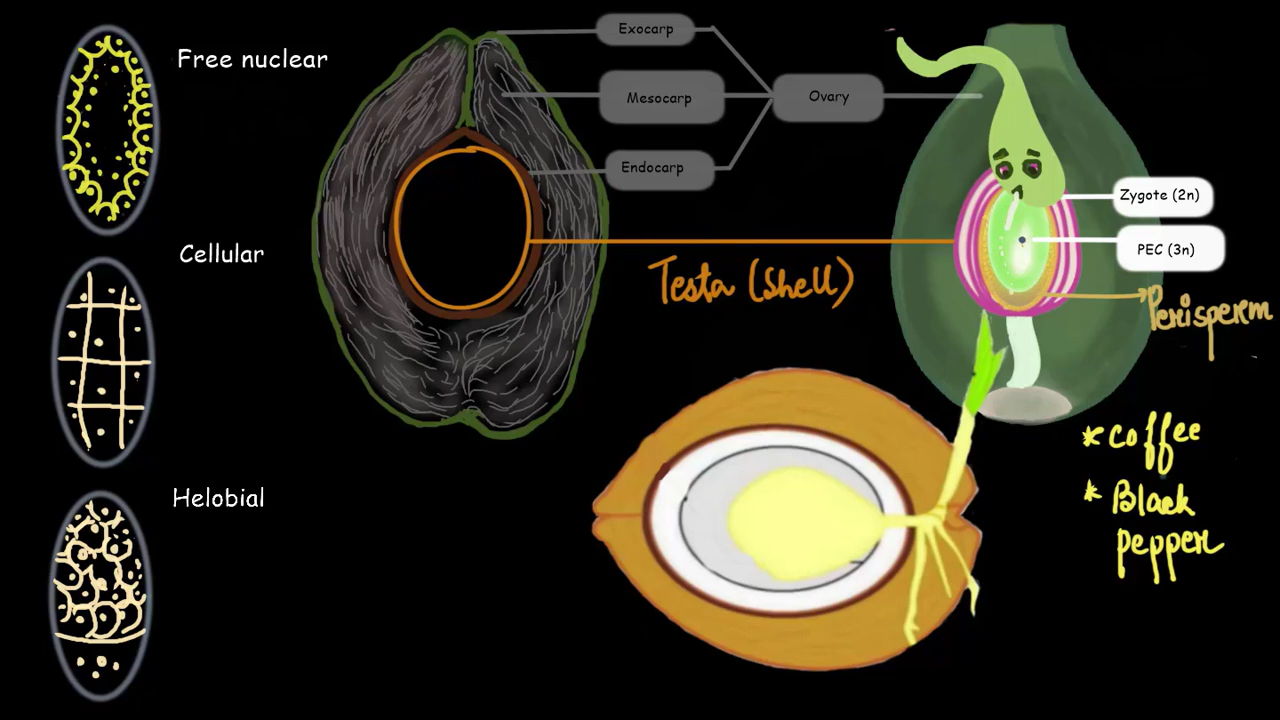 Free nuclear
Cellular
Helobial
Exocarp
Mesocarp
Endocarp
Ovary
Testa (Shell)
Zygote (2n)
PEC (3n)
Perisperm
* Coffee
* Black
pepper